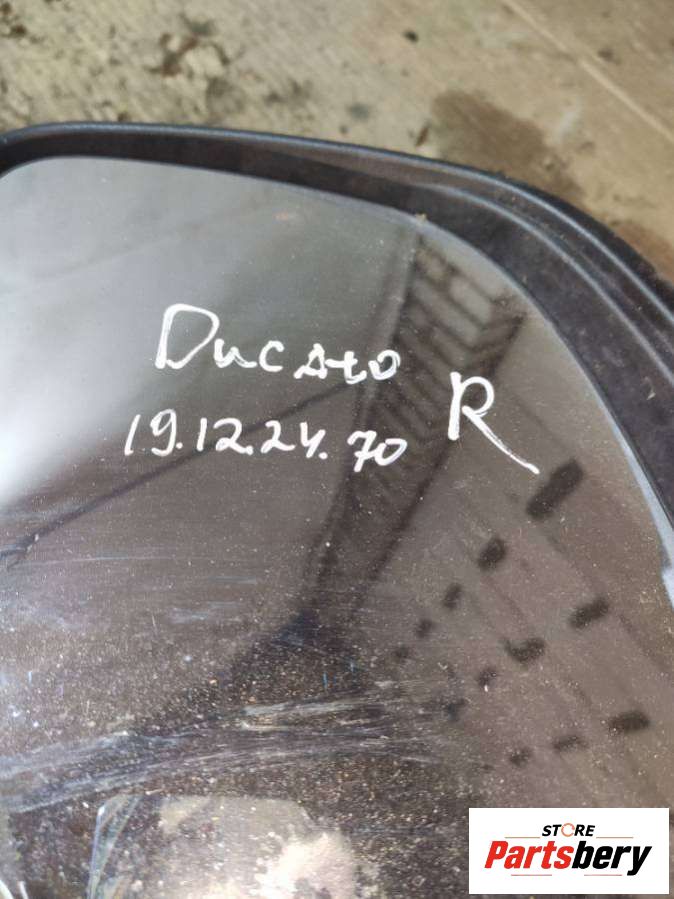 Ducato
R
19.12.24.70
STORE
Partsbery